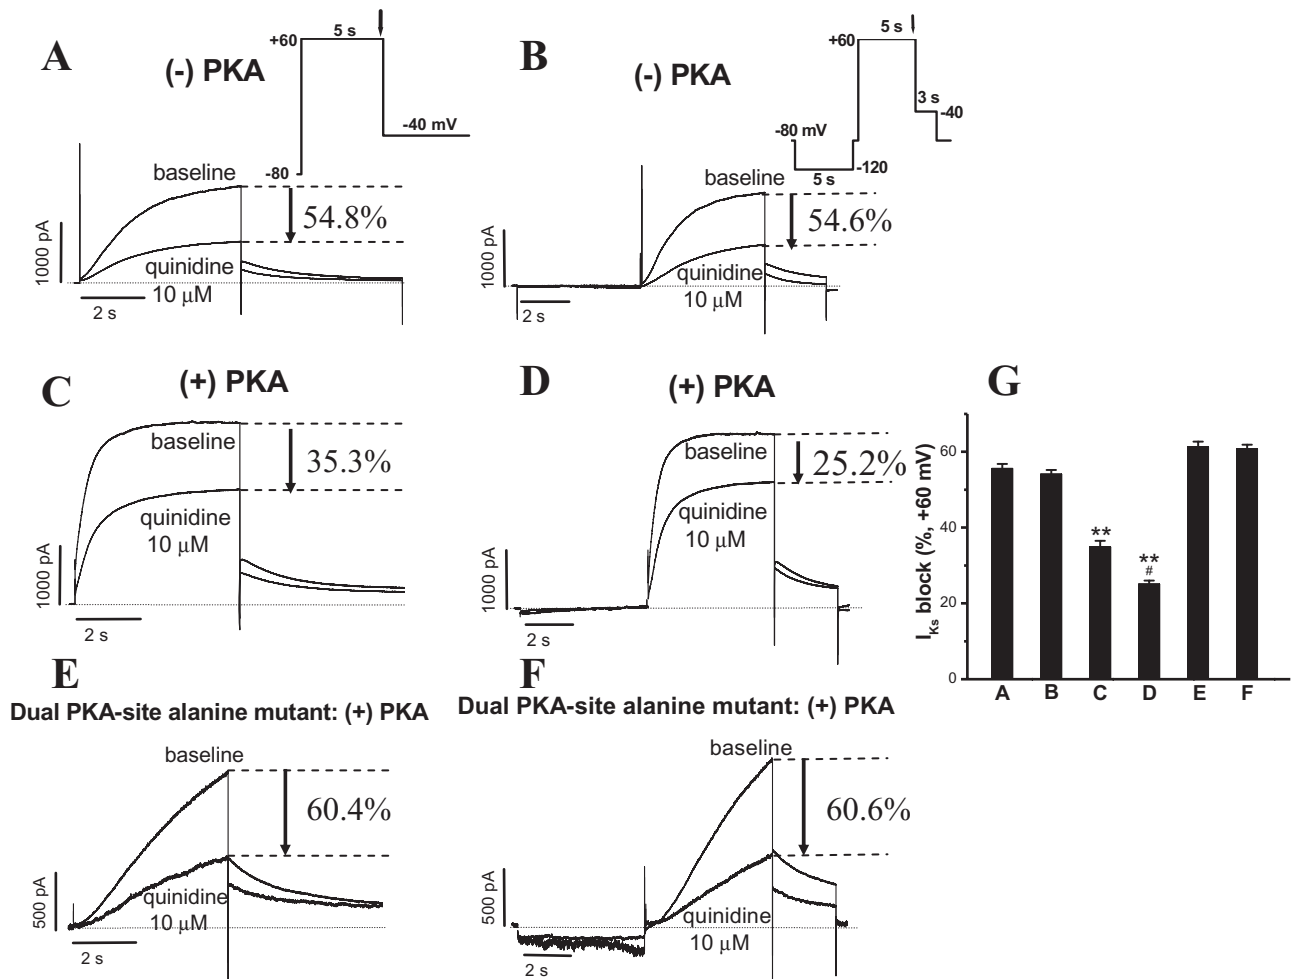 A
(-) PKA
+60
5 s
-40 mV
-80
baseline
54.8%
quinidine
10 μM
1000 pA
2 s
B
(-) PKA
+60
5 s
3 s
-40
-80 mV
-120
5 s
baseline
54.6%
quinidine
10 μM
1000 pA
2 s
C
(+) PKA
baseline
35.3%
quinidine
10 μM
1000 pA
2 s
D
(+) PKA
baseline
25.2%
quinidine
10 μM
1000 pA
2 s
G
IKs block (%, +60 mV)
60
40
20
0
**
**
#
A B C D E F
E
Dual PKA-site alanine mutant: (+) PKA
baseline
60.4%
quinidine
10 μM
500 pA
2 s
F
Dual PKA-site alanine mutant: (+) PKA
baseline
60.6%
quinidine
10 μM
500 pA
2 s